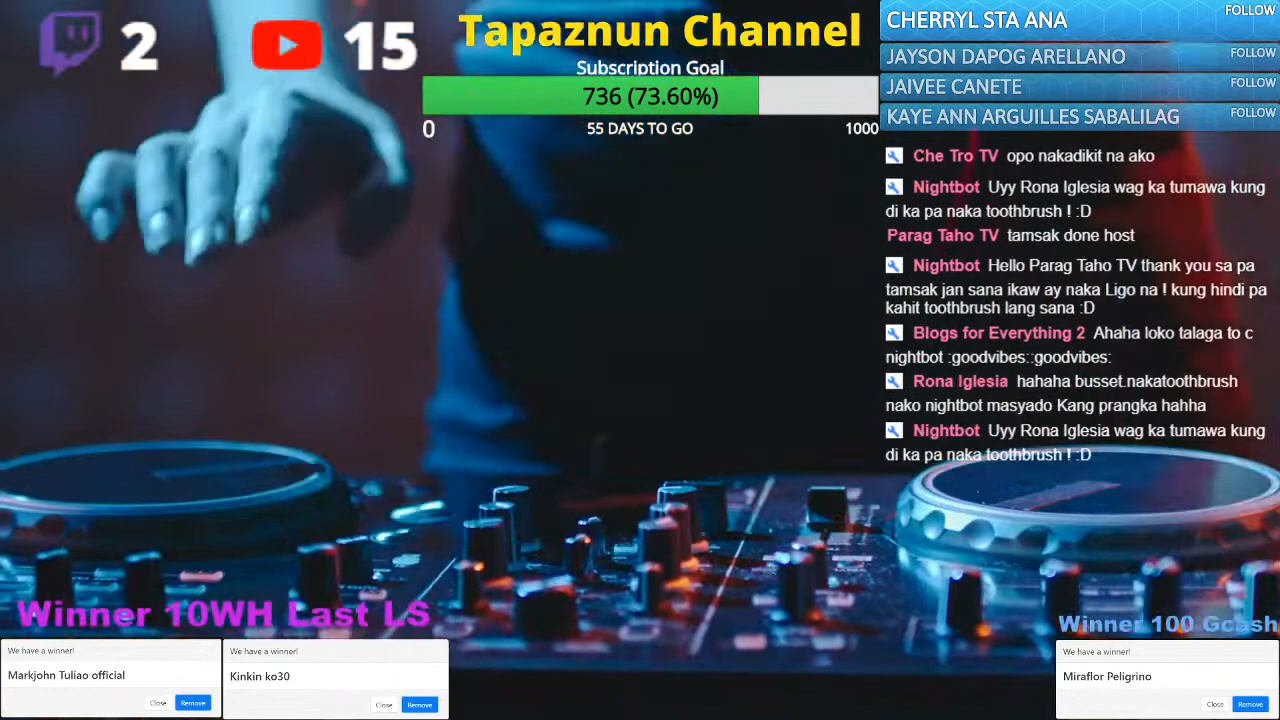 2
15
Tapaznun Channel
Subscription Goal
736 (73.60%)
0
55 DAYS TO GO
1000
CHERRYL STA ANA
FOLLOW
JAYSON DAPOG ARELLANO
FOLLOW
JAIVEE CANETE
FOLLOW
KAYE ANN ARGUILLES SABALILAG
FOLLOW
Che Tro TV opo nakadikit na ako
Nightbot Uyy Rona Iglesia wag ka tumawa kung
di ka pa naka toothbrush ! :D
Parag Taho TV tamsak done host
Nightbot Hello Parag Taho TV thank you sa pa
tamsak jan sana ikaw ay naka Ligo na ! kung hindi pa
kahit toothbrush lang sana :D
Blogs for Everything 2 Ahaha loko talaga to c
nightbot :goodvibes::goodvibes:
Rona Iglesia hahaha busset.nakatoothbrush
nako nightbot masyado Kang prangka hahha
Nightbot Uyy Rona Iglesia wag ka tumawa kung
di ka pa naka toothbrush ! :D
Winner 10WH Last LS
We have a winner!
Markjohn Tuliao official
Close
Remove
We have a winner!
Kinkin ko30
Close
Remove
Winner 100 Gcash
We have a winner!
Miraflor Peligrino
Close
Remove